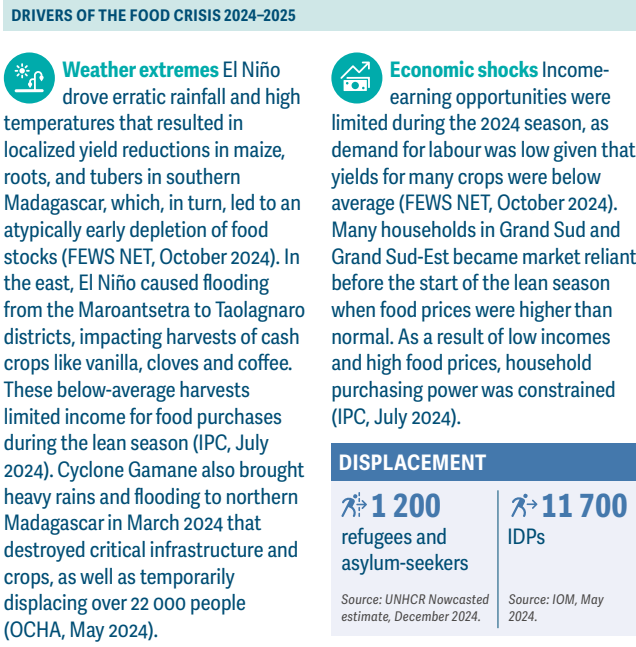 DRIVERS OF THE FOOD CRISIS 2024–2025
Weather extremes El Niño
drove erratic rainfall and high
temperatures that resulted in
localized yield reductions in maize,
roots, and tubers in southern
Madagascar, which, in turn, led to an
atypically early depletion of food
stocks (FEWS NET, October 2024). In
the east, El Niño caused flooding
from the Maroantsetra to Taolagnaro
districts, impacting harvests of cash
crops like vanilla, cloves and coffee.
These below-average harvests
limited income for food purchases
during the lean season (IPC, July
2024). Cyclone Gamane also brought
heavy rains and flooding to northern
Madagascar in March 2024 that
destroyed critical infrastructure and
crops, as well as temporarily
displacing over 22 000 people
(OCHA, May 2024).
Economic shocks Income-
earning opportunities were
limited during the 2024 season, as
demand for labour was low given that
yields for many crops were below
average (FEWS NET, October 2024).
Many households in Grand Sud and
Grand Sud-Est became market reliant
before the start of the lean season
when food prices were higher than
normal. As a result of low incomes
and high food prices, household
purchasing power was constrained
(IPC, July 2024).
DISPLACEMENT
1 200
refugees and
asylum-seekers
Source: UNHCR Nowcasted
estimate, December 2024.
11 700
IDPs
Source: IOM, May
2024.